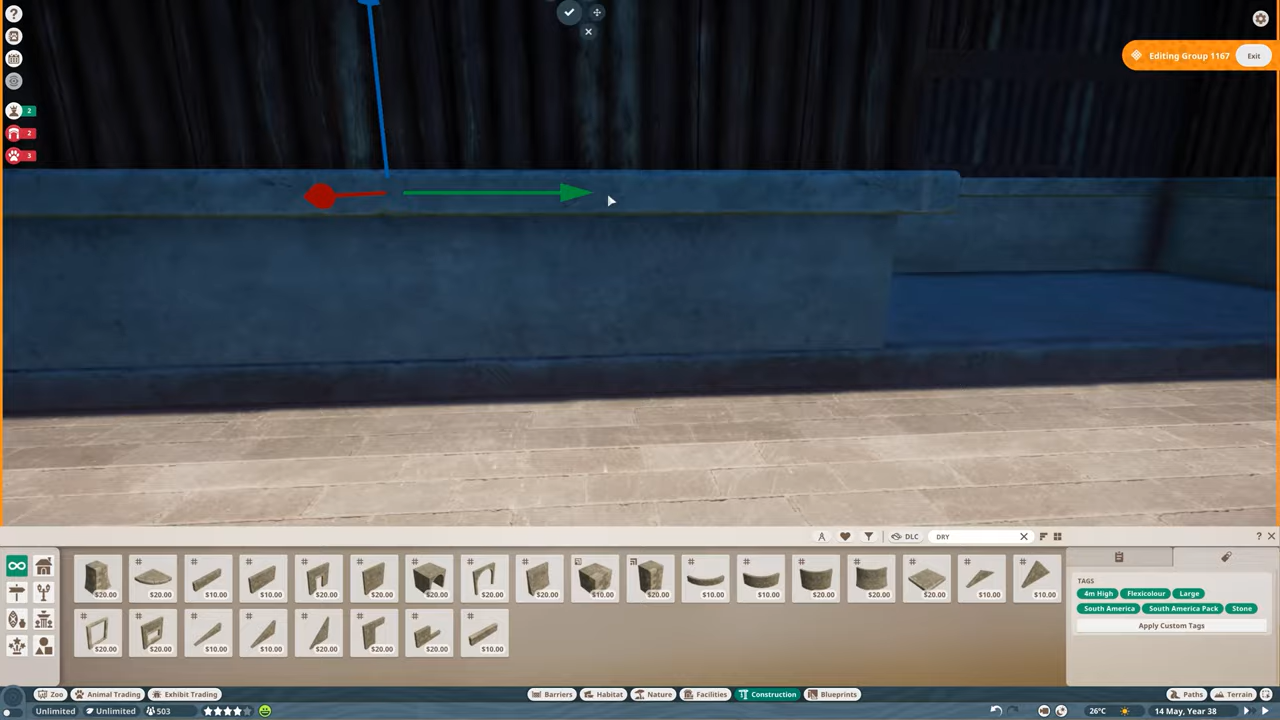 ?
2
2
3
Editing Group 1167 Exit
DLC DRY ?
$20.00 $20.00 $10.00 $10.00 $20.00 $20.00 $20.00 $20.00 $20.00 $10.00 $20.00 $10.00 $10.00 $20.00 $20.00 $20.00 $10.00 $10.00
$20.00 $20.00 $10.00 $10.00 $10.00 $20.00 $20.00 $10.00
TAGS
4m High Flexicolour Large
South America South America Pack Stone
Apply Custom Tags
Zoo Animal Trading Exhibit Trading Barriers Habitat Nature Facilities Construction Blueprints Paths Terrain
Unlimited Unlimited 503 26°C 14 May, Year 38